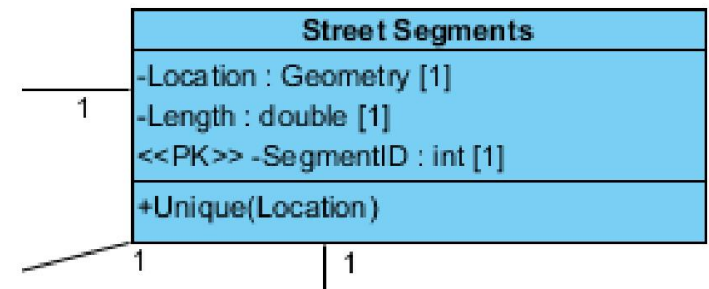 Street Segments
-Location : Geometry [1]
1
-Length : double [1]
<<PK>> -SegmentID : int [1]
+Unique(Location)
1
1